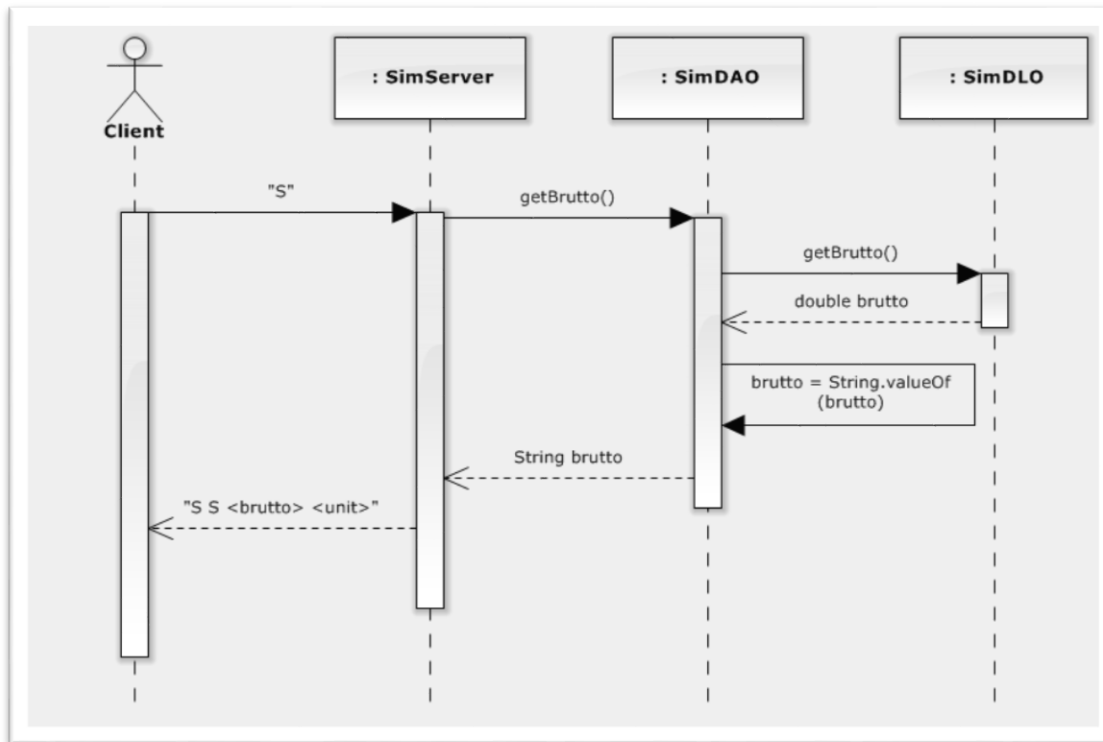 : SimServer
: SimDAO
: SimDLO
Client
"S"
getBrutto()
getBrutto()
double brutto
brutto = String.valueOf
(brutto)
String brutto
"S S <brutto> <unit>"